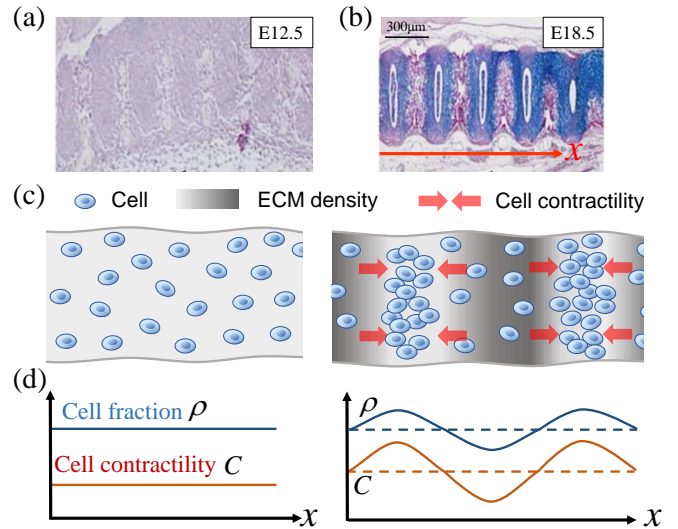 (a)
E12.5
(b)
300μm
E18.5
x
(c)
Cell
ECM density
Cell contractility
(d)
Cell fraction ρ
Cell contractility C
x
ρ
C
x